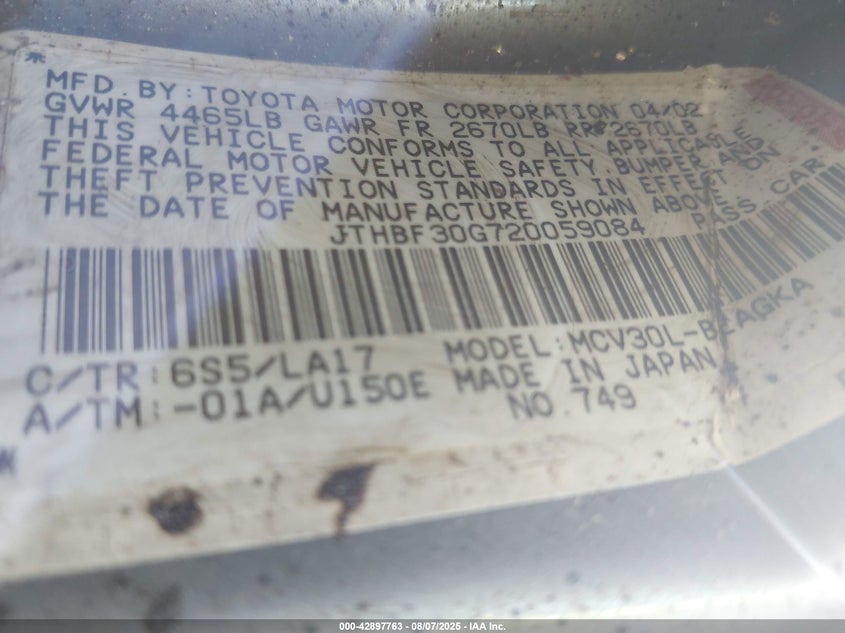 MFD. BY: TOYOTA MOTOR CORPORATION 04/02
GVWR 4465LB GAWR FR 2670LB RR 2670LB
THIS VEHICLE CONFORMS TO ALL APPLICABLE
FEDERAL MOTOR VEHICLE SAFETY, BUMPER AND
THEFT PREVENTION STANDARDS IN EFFECT ON
THE DATE OF MANUFACTURE SHOWN ABOVE.
JTHBF30G720059084 PASS CAR
C/TR: 6S5/LA17 MODEL: MCV30L-
A/TM: -01A/U150E MADE IN JAPAN
NO. 749
000-42897763 - 08/07/2025 - IAA Inc.